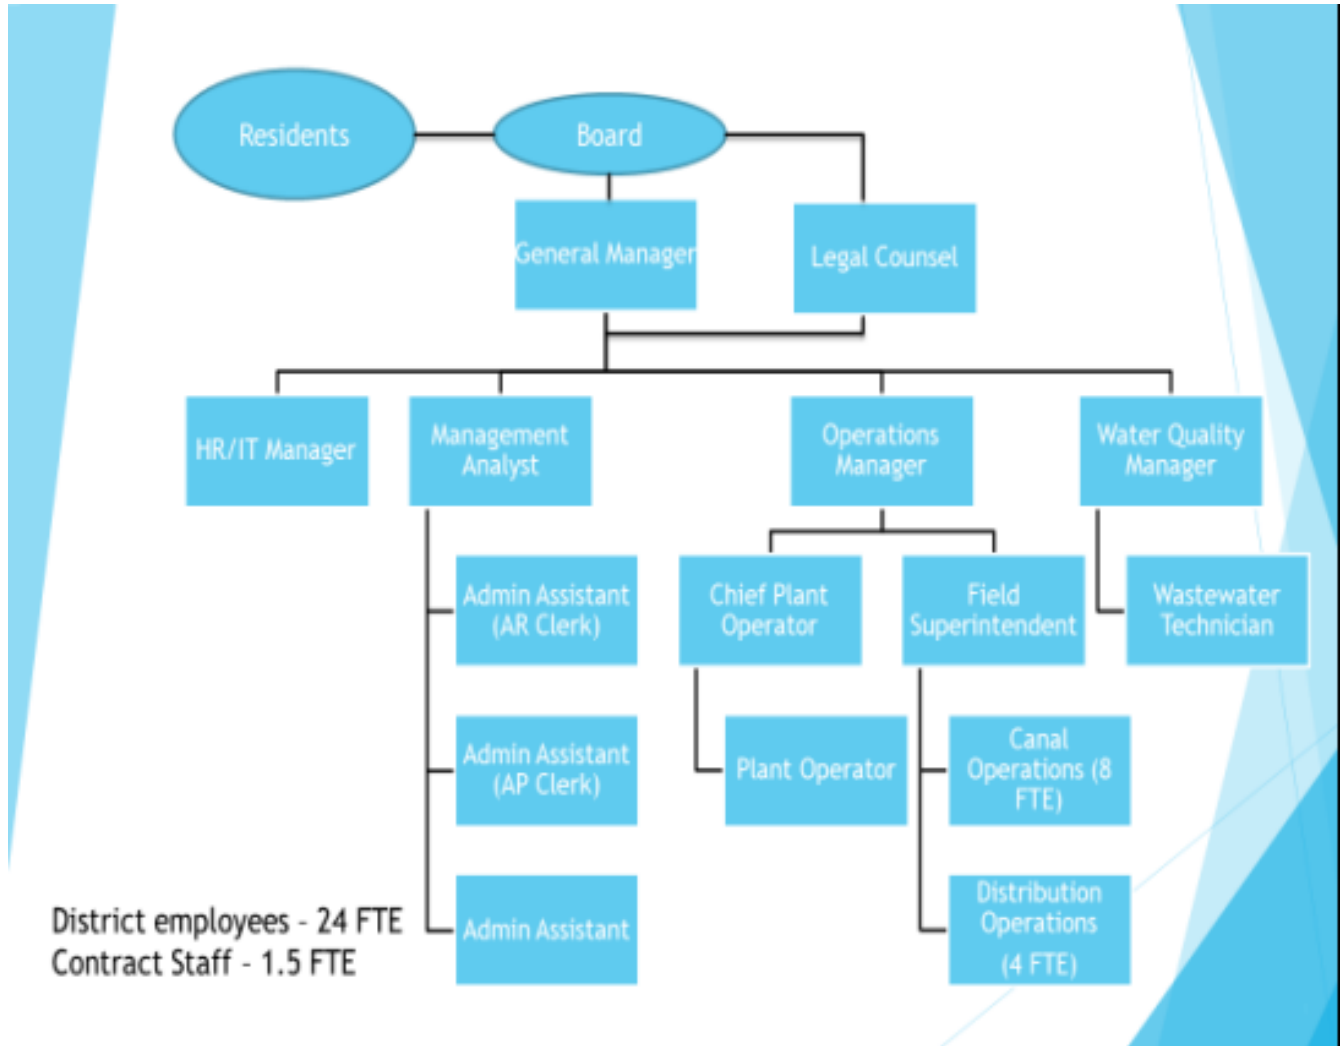 Residents
Board
General Manager
Legal Counsel
HR/IT Manager
Management
Analyst
Operations
Manager
Water Quality
Manager
Admin Assistant
(AR Clerk)
Chief Plant
Operator
Field
Superintendent
Wastewater
Technician
Admin Assistant
(AP Clerk)
Plant Operator
Canal
Operations (8
FTE)
Admin Assistant
Distribution
Operations
(4 FTE)
District employees - 24 FTE
Contract Staff - 1.5 FTE